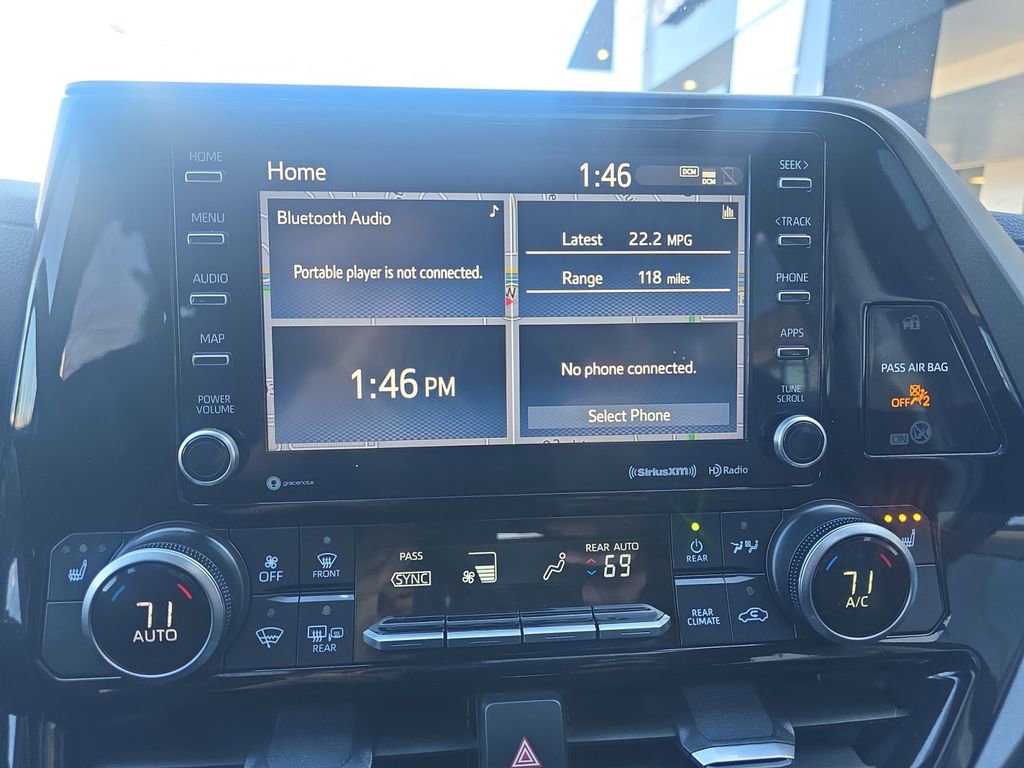 HOME
MENU
AUDIO
MAP
POWER
VOLUME
Home
1:46
DCM
DCM
Bluetooth Audio
Portable player is not connected.
Latest 22.2 MPG
Range 118 miles
W
1:46 PM
No phone connected.
Select Phone
gracenote
((SiriusXM))
HD Radio
SEEK >
< TRACK
PHONE
APPS
TUNE
SCROLL
PASS AIR BAG
OFF 2
ON
71
AUTO
OFF
FRONT
REAR
PASS
SYNC
REAR AUTO
69
REAR
REAR
CLIMATE
71
A/C